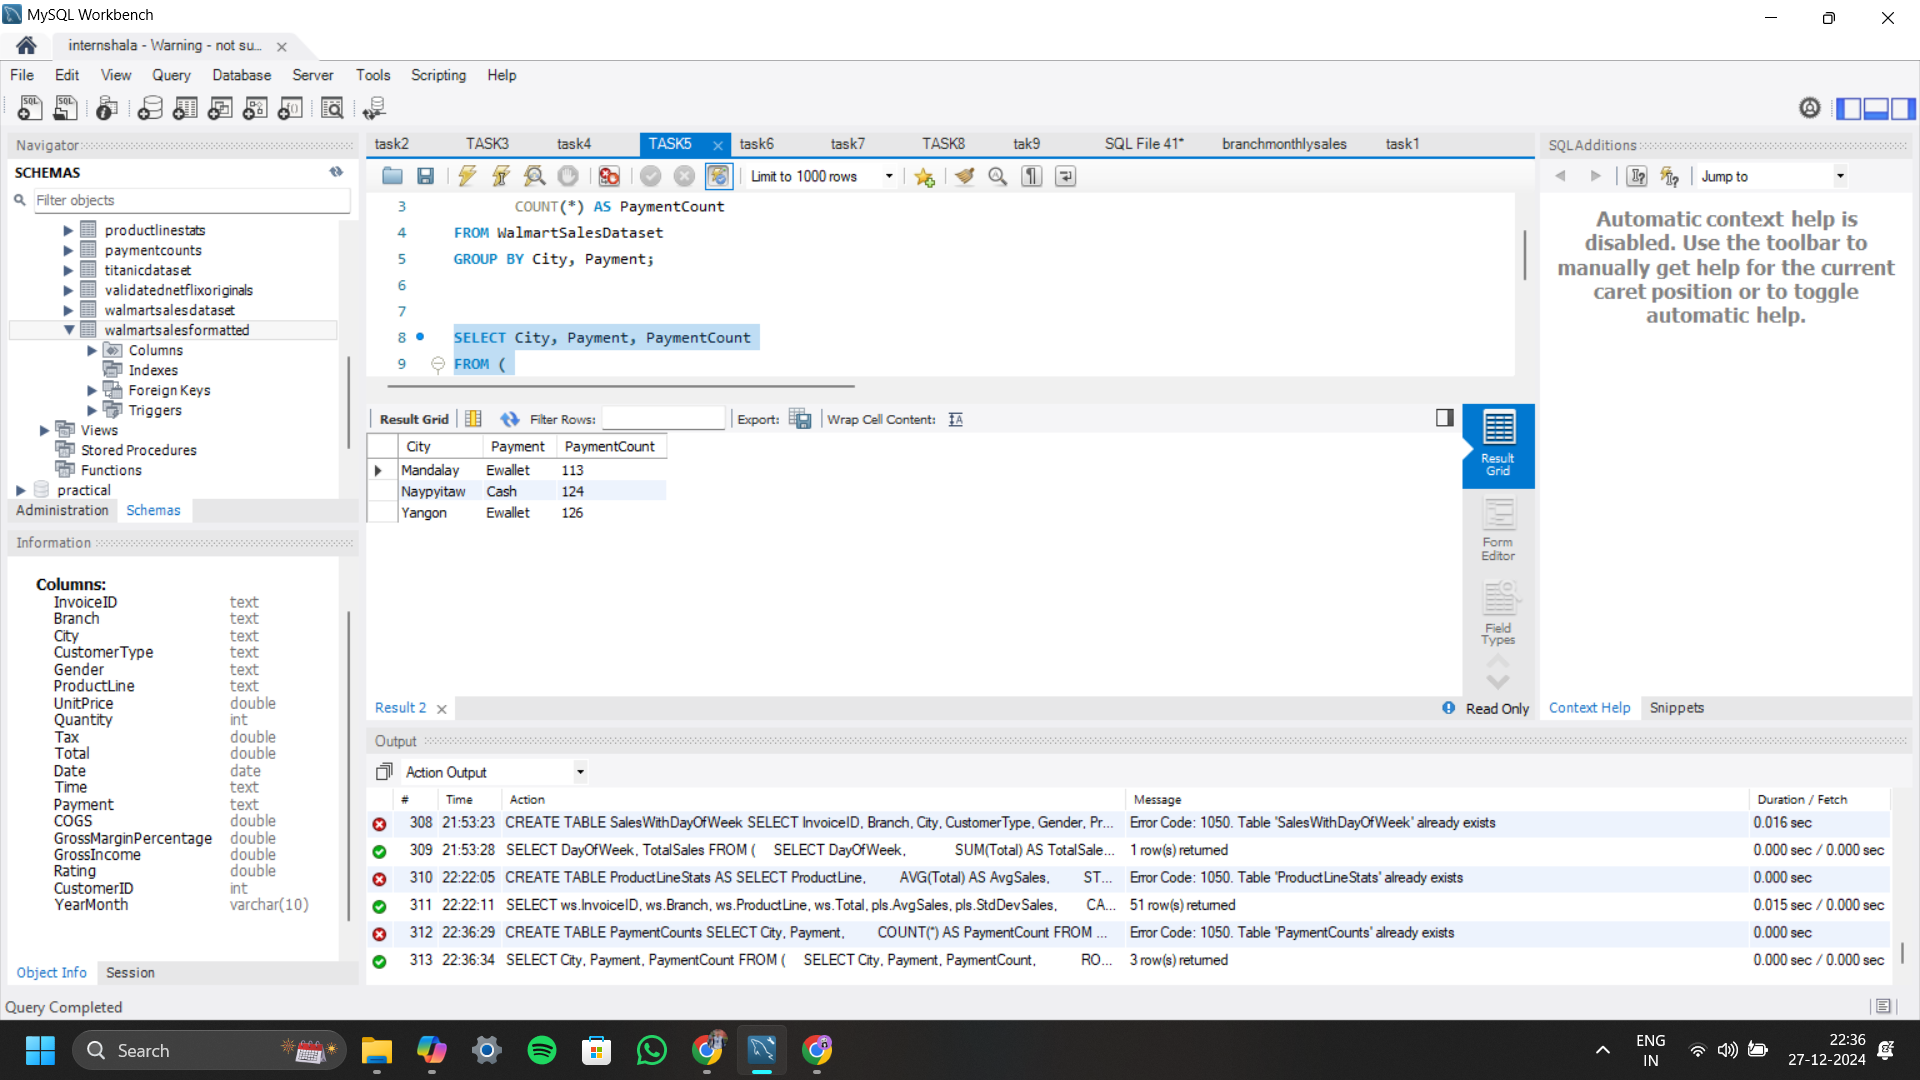 MySQL Workbench
internshala - Warning - not su...
File Edit View Query Database Server Tools Scripting Help
Navigator
SCHEMAS
Filter objects
productlinestats
paymentcounts
titanicdataset
validatednetflixoriginals
walmartsalesdataset
walmartsalesformatted
Columns
Indexes
Foreign Keys
Triggers
Views
Stored Procedures
Functions
practical
Administration Schemas
Information
Columns:
InvoiceID text
Branch text
City text
CustomerType text
Gender text
ProductLine text
UnitPrice double
Quantity int
Tax double
Total double
Date date
Time text
Payment text
COGS double
GrossMarginPercentage double
GrossIncome double
Rating double
CustomerID int
YearMonth varchar(10)
Object Info Session
Query Completed
task2 TASK3 task4 TASK5 task6 task7 TASK8 tak9 SQL File 41* branchmonthlysales task1
Limit to 1000 rows
3 COUNT(*) AS PaymentCount
4 FROM WalmartSalesDataset
5 GROUP BY City, Payment;
6
7
8 SELECT City, Payment, PaymentCount
9 FROM (
Result Grid Filter Rows: Export: Wrap Cell Content:
City Payment PaymentCount
Mandalay Ewallet 113
Naypyitaw Cash 124
Yangon Ewallet 126
Result
Grid
Form
Editor
Field
Types
Result 2
Read Only
SQLAdditions
Jump to
Automatic context help is
disabled. Use the toolbar to
manually get help for the current
caret position or to toggle
automatic help.
Context Help Snippets
Output
Action Output
# Time Action Message Duration / Fetch
308 21:53:23 CREATE TABLE SalesWithDayOfWeek SELECT InvoiceID, Branch, City, CustomerType, Gender, Pr... Error Code: 1050. Table 'SalesWithDayOfWeek' already exists 0.016 sec
309 21:53:28 SELECT DayOfWeek, TotalSales FROM ( SELECT DayOfWeek, SUM(Total) AS TotalSale... 1 row(s) returned 0.000 sec / 0.000 sec
310 22:22:05 CREATE TABLE ProductLineStats AS SELECT ProductLine, AVG(Total) AS AvgSales, ST... Error Code: 1050. Table 'ProductLineStats' already exists 0.000 sec
311 22:22:11 SELECT ws.InvoiceID, ws.Branch, ws.ProductLine, ws.Total, pls.AvgSales, pls.StdDevSales, CA... 51 row(s) returned 0.015 sec / 0.000 sec
312 22:36:29 CREATE TABLE PaymentCounts SELECT City, Payment, COUNT(*) AS PaymentCount FROM ... Error Code: 1050. Table 'PaymentCounts' already exists 0.000 sec
313 22:36:34 SELECT City, Payment, PaymentCount FROM ( SELECT City, Payment, PaymentCount, RO... 3 row(s) returned 0.000 sec / 0.000 sec
Search
ENG
IN
22:36
27-12-2024